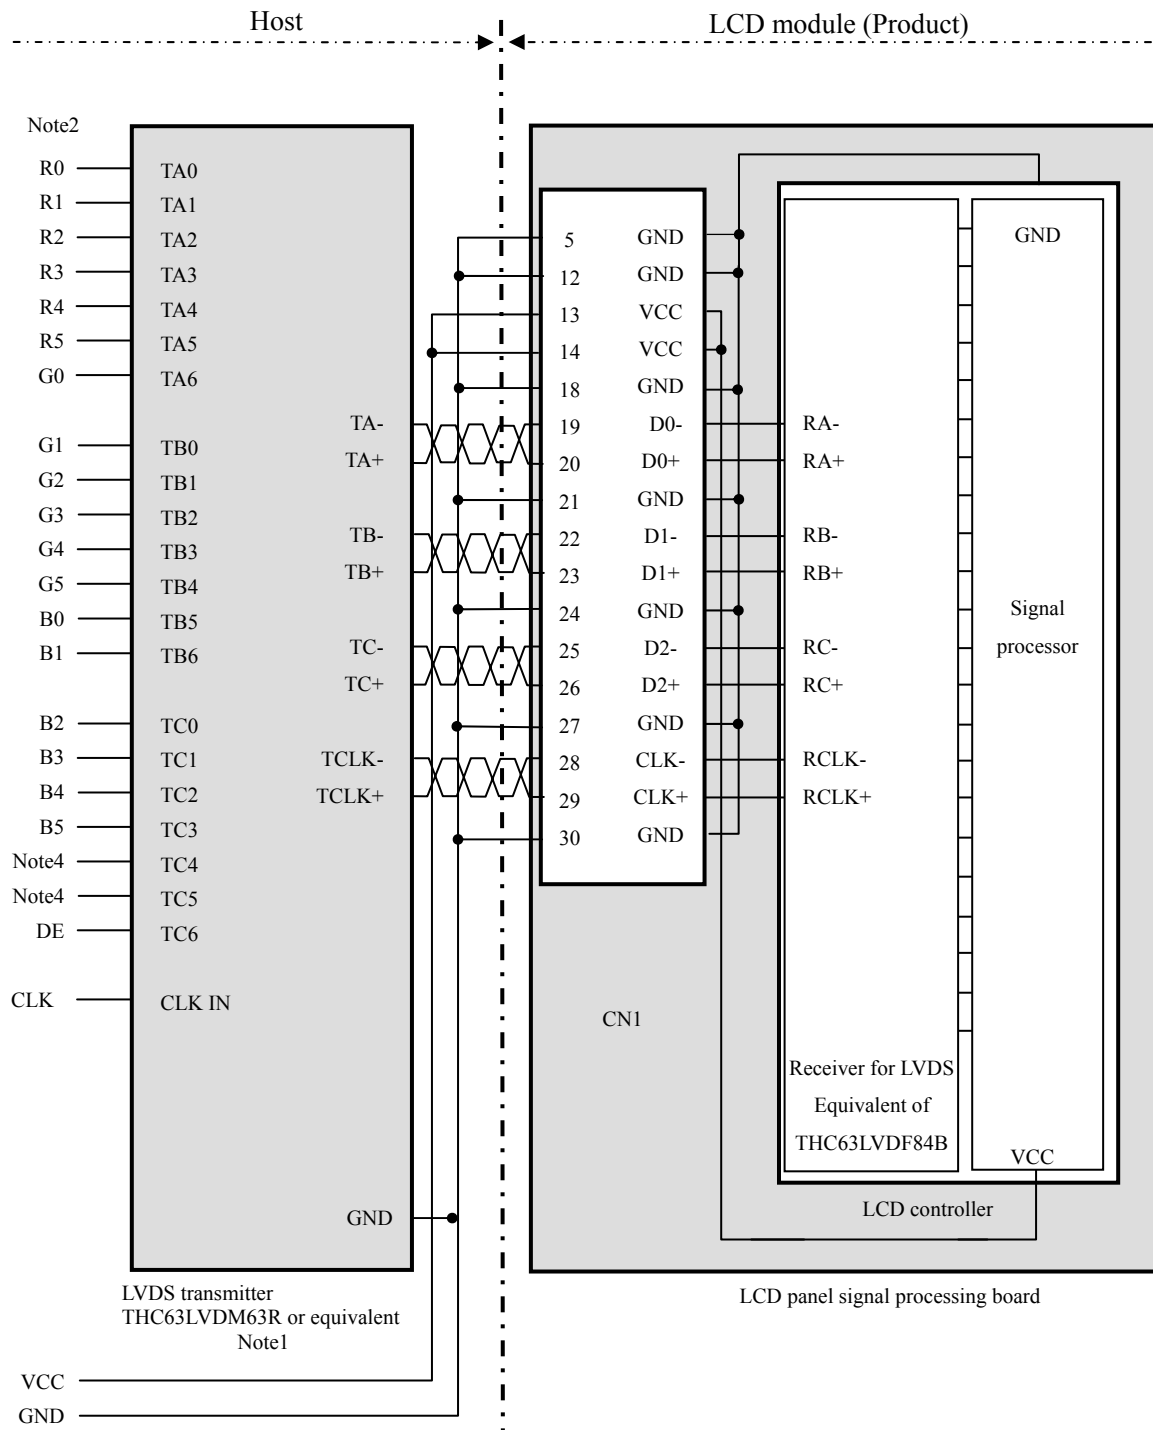 Host
LCD module (Product)
Note2
R0 TA0
R1 TA1
R2 TA2
R3 TA3
R4 TA4
R5 TA5
G0 TA6
G1 TB0
G2 TB1
G3 TB2
G4 TB3
G5 TB4
B0 TB5
B1 TB6
B2 TC0
B3 TC1
B4 TC2
B5 TC3
Note4 TC4
Note4 TC5
DE TC6
CLK CLK IN
TA-
TA+
TB-
TB+
TC-
TC+
TCLK-
TCLK+
GND
LVDS transmitter
THC63LVDM63R or equivalent
Note1
VCC
GND
5 GND
12 GND
13 VCC
14 VCC
18 GND
19 D0-
20 D0+
21 GND
22 D1-
23 D1+
24 GND
25 D2-
26 D2+
27 GND
28 CLK-
29 CLK+
30 GND
CN1
RA-
RA+
RB-
RB+
RC-
RC+
RCLK-
RCLK+
Receiver for LVDS
Equivalent of
THC63LVDF84B
GND
Signal
processor
VCC
LCD controller
LCD panel signal processing board